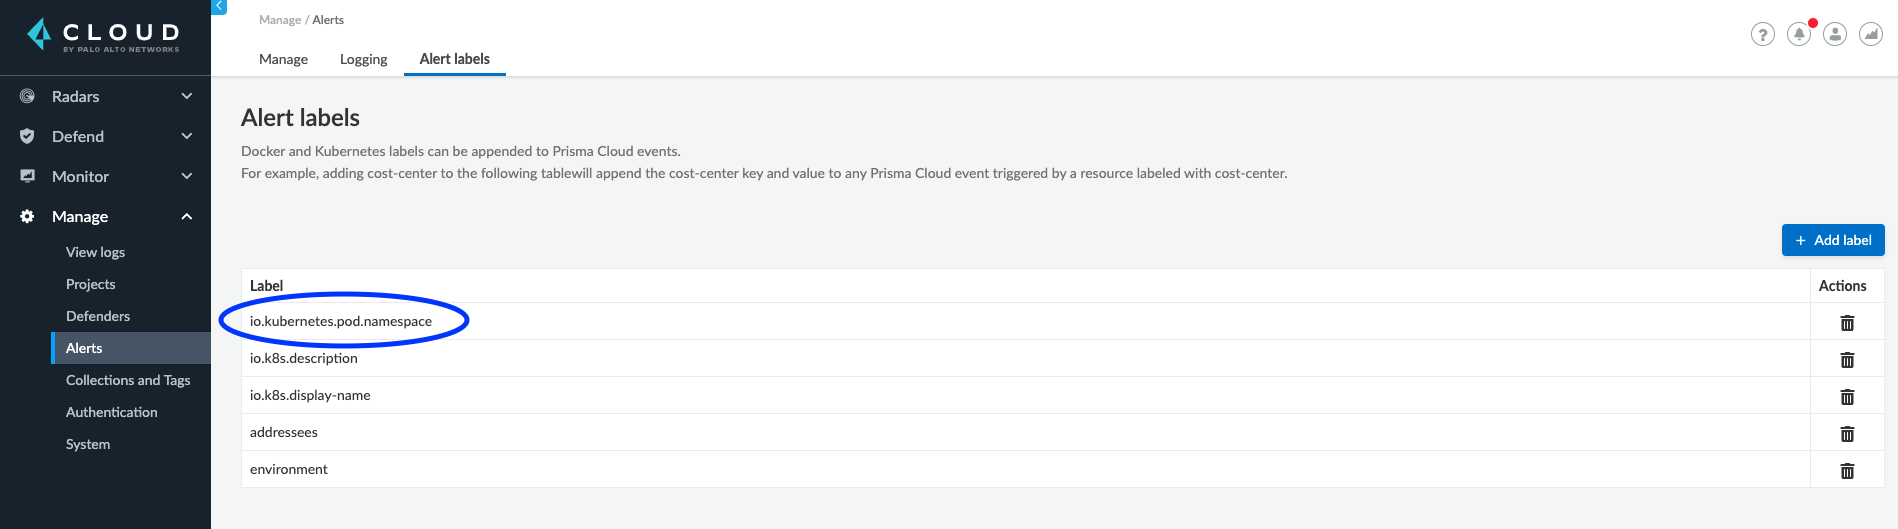 CLOUD
BY PALO ALTO NETWORKS
Radars
Defend
Monitor
Manage
View logs
Projects
Defenders
Alerts
Collections and Tags
Authentication
System
Manage / Alerts
Manage Logging Alert labels
?
Alert labels
Docker and Kubernetes labels can be appended to Prisma Cloud events.
For example, adding cost-center to the following tablewill append the cost-center key and value to any Prisma Cloud event triggered by a resource labeled with cost-center.
+ Add label
Label Actions
io.kubernetes.pod.namespace
io.k8s.description
io.k8s.display-name
addressees
environment